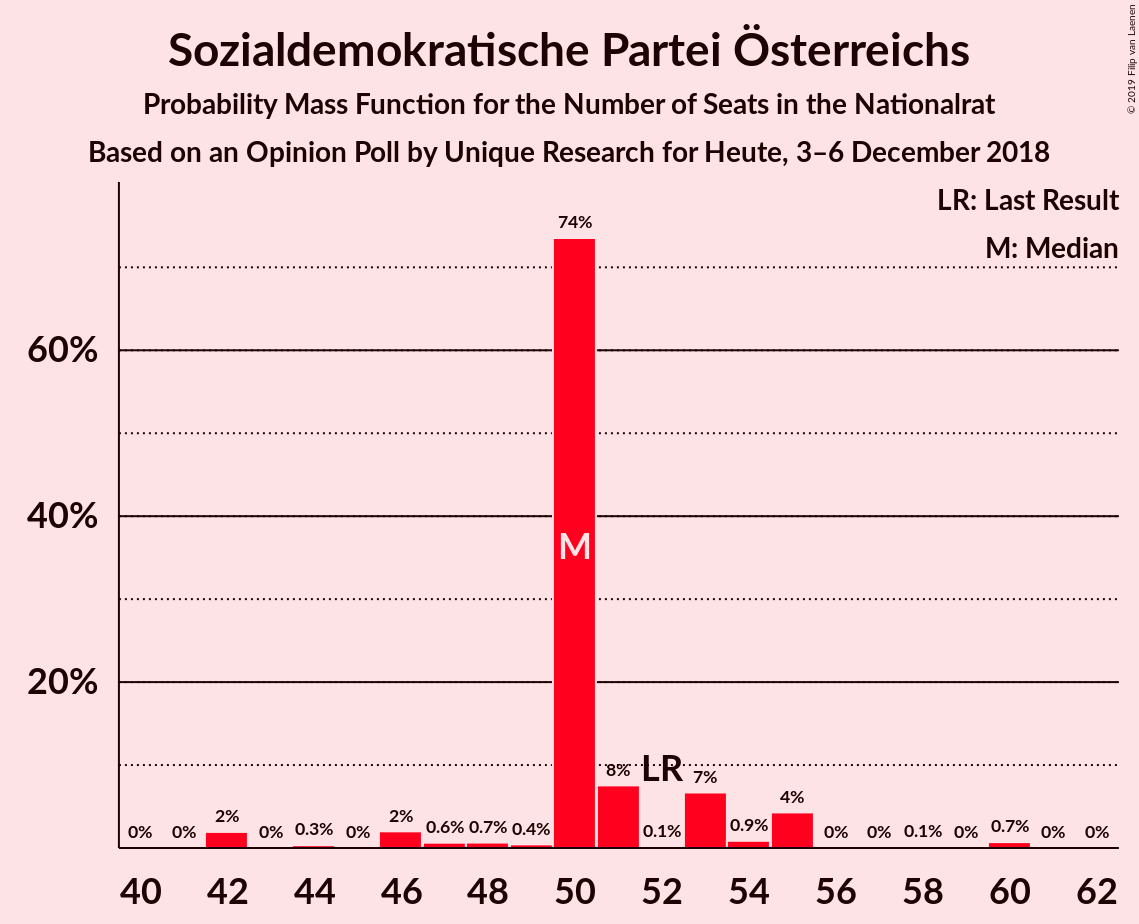 Sozialdemokratische Partei Österreichs
Probability Mass Function for the Number of Seats in the Nationalrat
Based on an Opinion Poll by Unique Research for Heute, 3–6 December 2018
© 2019 Filip van Laenen
LR: Last Result
M: Median
60%
40%
20%
0% 0% 2% 0% 0.3% 0% 2% 0.6% 0.7% 0.4% 74% 8% 0.1% 7% 0.9% 4% 0% 0% 0.1% 0% 0.7% 0% 0%
M
LR
40 42 44 46 48 50 52 54 56 58 60 62